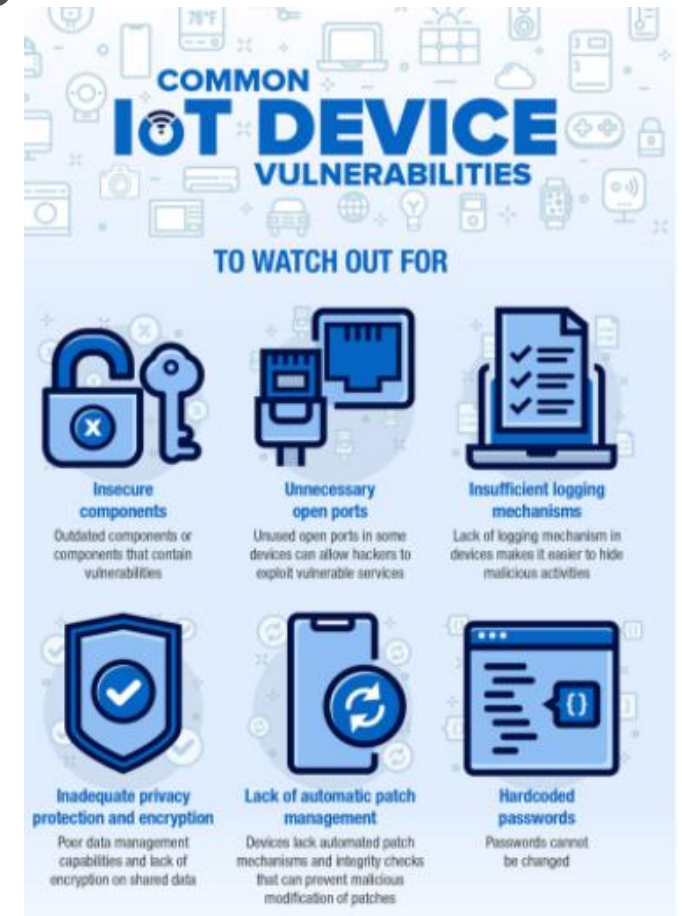 76°F
COMMON
IoT DEVICE
VULNERABILITIES
TO WATCH OUT FOR
Insecure
components
Outdated components or
components that contain
vulnerabilities
Unnecessary
open ports
Unused open ports in some
devices can allow hackers to
exploit vulnerable services
Insufficient logging
mechanisms
Lack of logging mechanism in
devices makes it easier to hide
malicious activities
Inadequate privacy
protection and encryption
Poor data management
capabilities and lack of
encryption on shared data
Lack of automatic patch
management
Devices lack automated patch
mechanisms and integrity checks
that can prevent malicious
modification of patches
Hardcoded
passwords
Passwords cannot
be changed